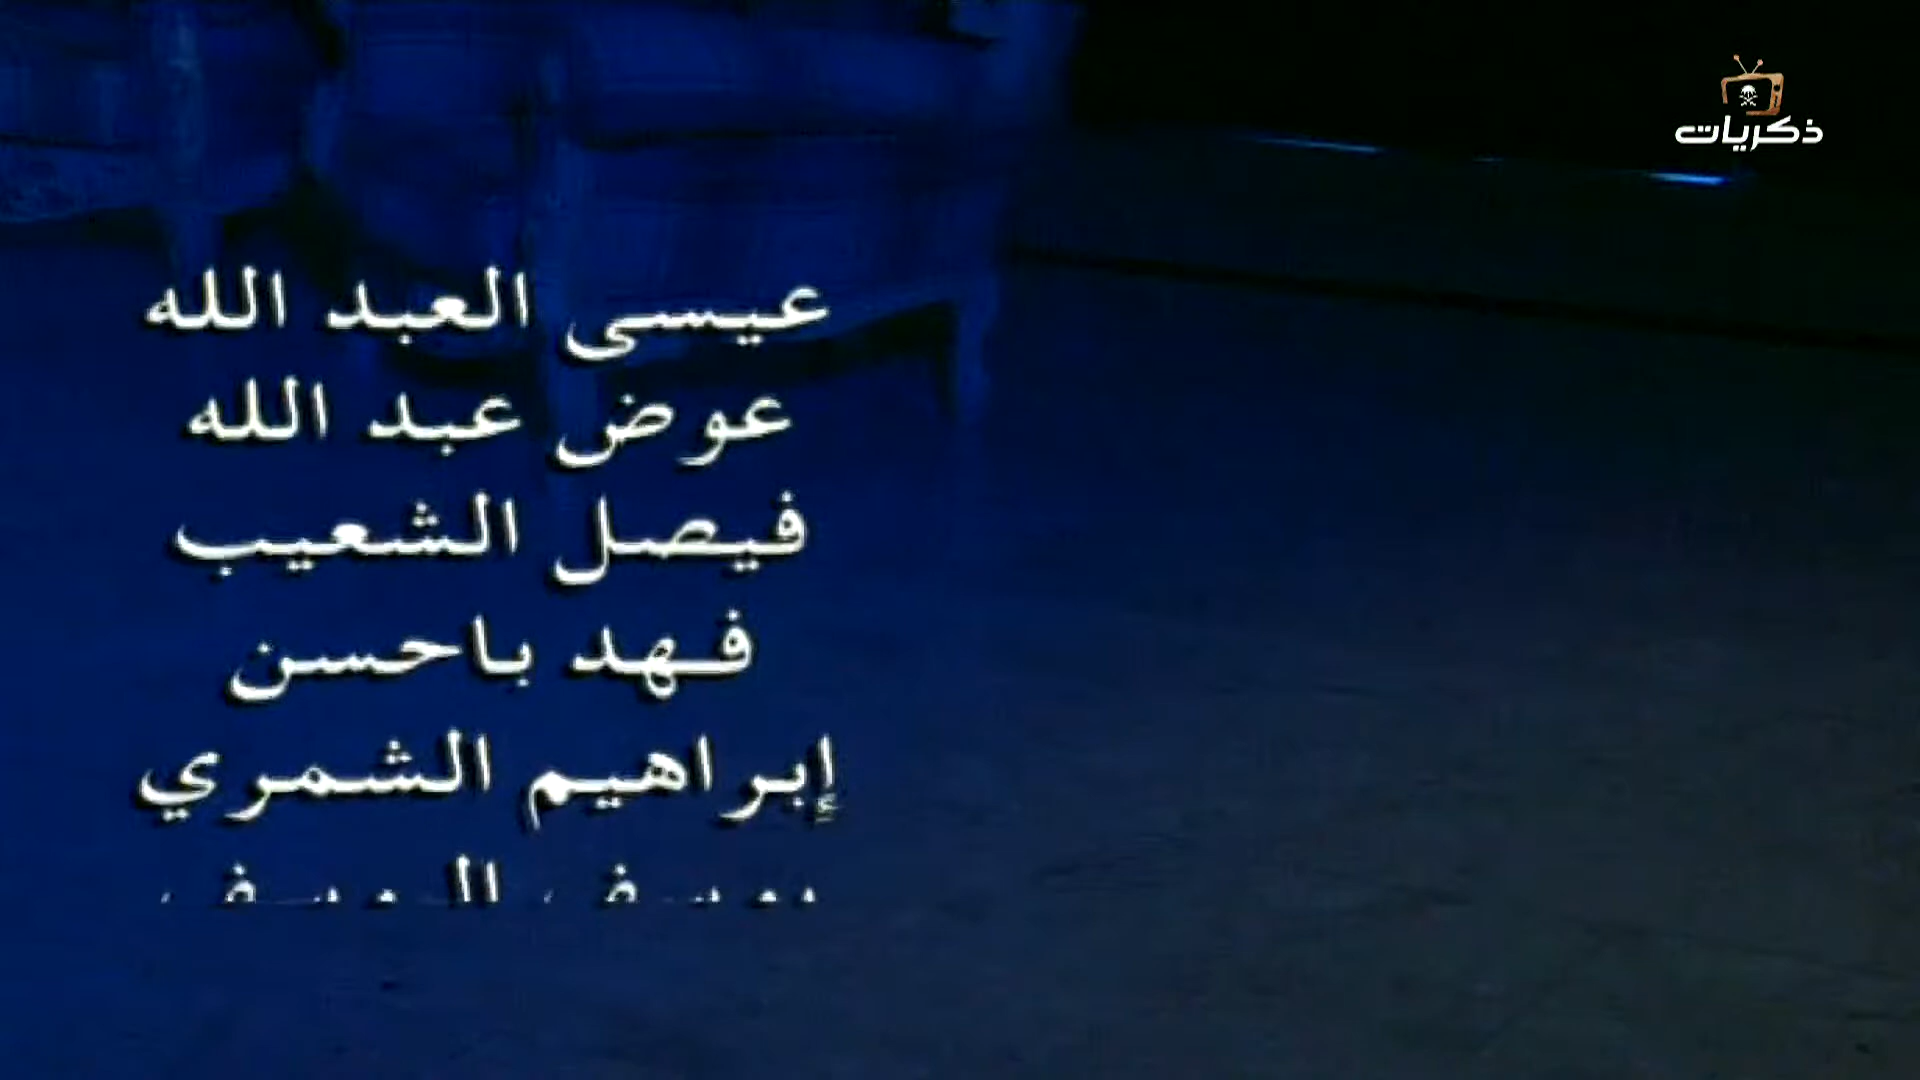 ذكريات
عيسى العبد الله
عوض عبد الله
فيصل الشعيب
فهد باحسن
إبراهيم الشمري